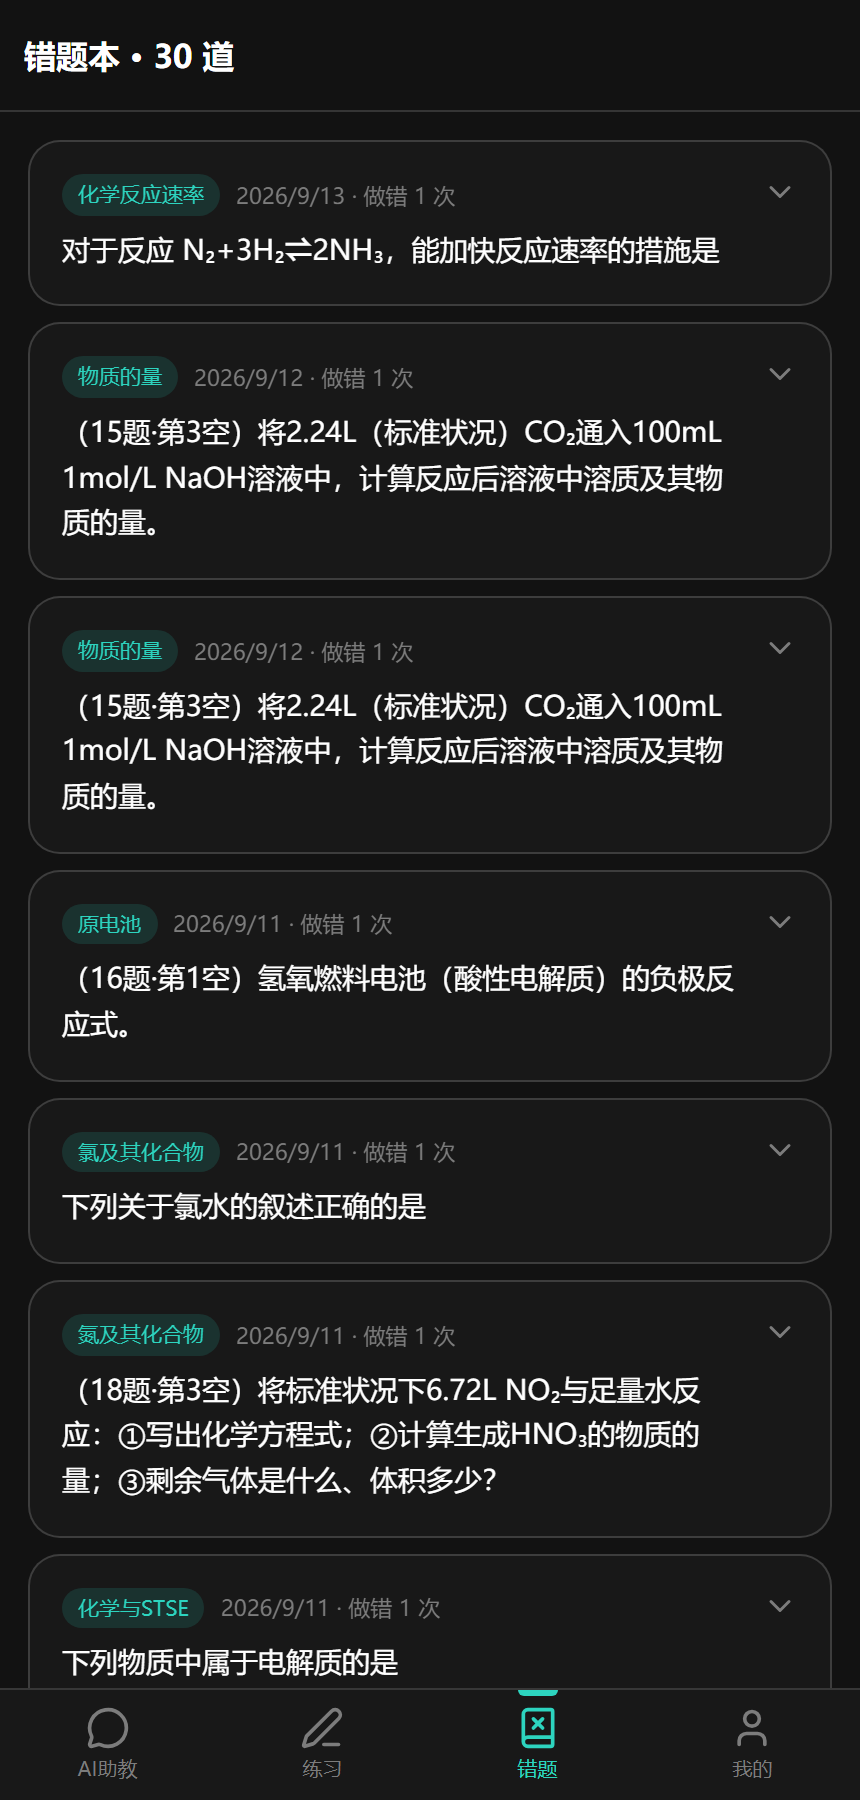 错题本 • 30 道
化学反应速率 2026/9/13 · 做错 1 次
对于反应 N₂+3H₂⇌2NH₃，能加快反应速率的措施是
物质的量 2026/9/12 · 做错 1 次
（15题·第3空）将2.24L（标准状况）CO₂通入100mL
1mol/L NaOH溶液中，计算反应后溶液中溶质及其物
质的量。
物质的量 2026/9/12 · 做错 1 次
（15题·第3空）将2.24L（标准状况）CO₂通入100mL
1mol/L NaOH溶液中，计算反应后溶液中溶质及其物
质的量。
原电池 2026/9/11 · 做错 1 次
（16题·第1空）氢氧燃料电池（酸性电解质）的负极反
应式。
氯及其化合物 2026/9/11 · 做错 1 次
下列关于氯水的叙述正确的是
氮及其化合物 2026/9/11 · 做错 1 次
（18题·第3空）将标准状况下6.72L NO₂与足量水反
应：①写出化学方程式；②计算生成HNO₃的物质的
量；③剩余气体是什么、体积多少？
化学与STSE 2026/9/11 · 做错 1 次
下列物质中属于电解质的是
AI助教 练习 错题 我的